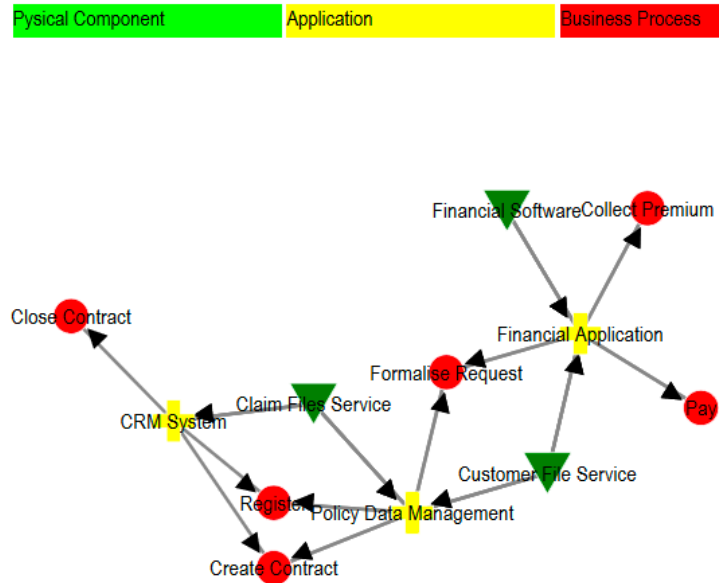 Pysical Component
Application
Business Process
Financial Software
Collect Premium
Close Contract
Financial Application
Formalise Request
Claim Files Service
Pay
CRM System
Customer File Service
Register
Policy Data Management
Create Contract